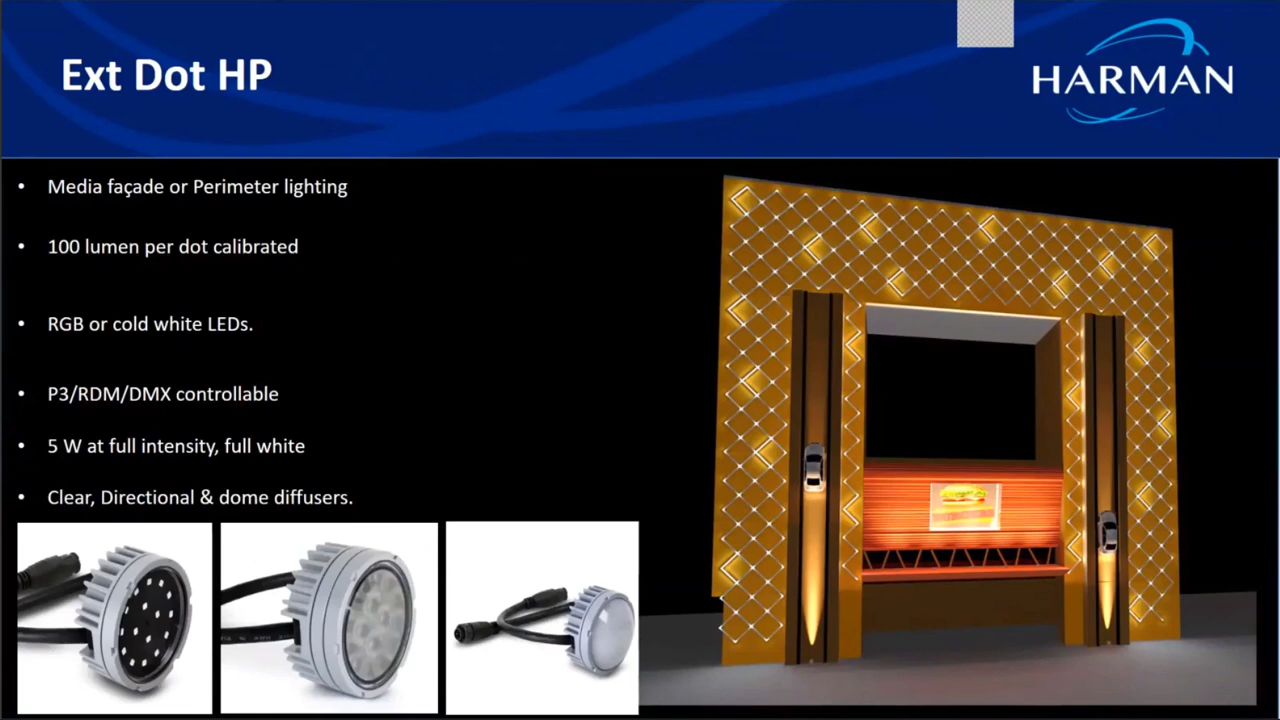 Ext Dot HP
HARMAN
• Media façade or Perimeter lighting
• 100 lumen per dot calibrated
• RGB or cold white LEDs.
• P3/RDM/DMX controllable
• 5 W at full intensity, full white
• Clear, Directional & dome diffusers.